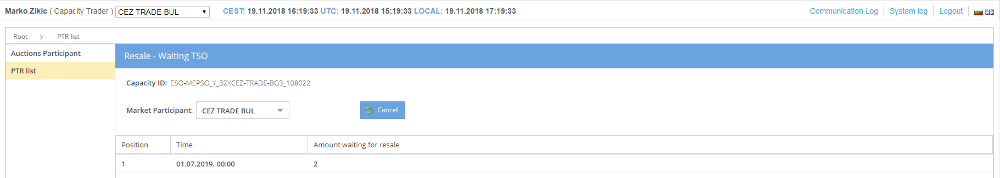 Marko Zikic ( Capacity Trader ) CEZ TRADE BUL CEST: 19.11.2018 16:19:33 UTC: 19.11.2018 15:19:33 LOCAL: 19.11.2018 17:19:33 Communication Log System log Logout
Root > PTR list
Auctions Participant
PTR list
Resale - Waiting TSO
Capacity ID: ESO-MEPSO_Y_32XCEZ-TRADE-BG3_108022
Market Participant: CEZ TRADE BUL Cancel
Position Time Amount waiting for resale
1 01.07.2019. 00:00 2